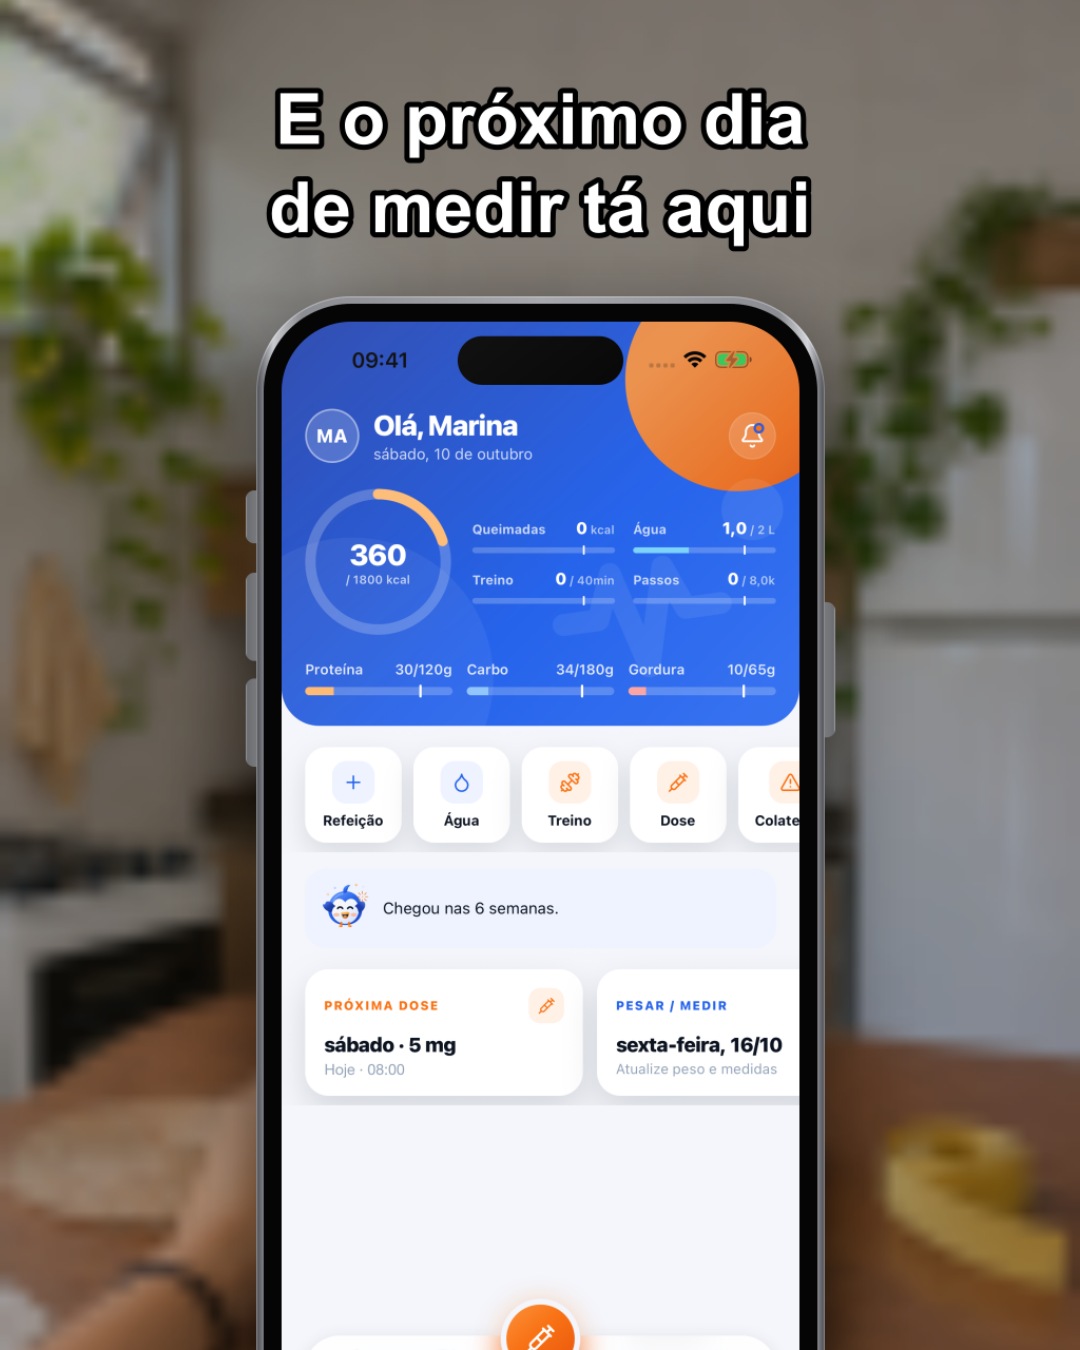 E o próximo dia
de medir tá aqui
09:41
MA
Olá, Marina
sábado, 10 de outubro
360
/ 1800 kcal
Queimadas 0 kcal
Água 1,0 / 2 L
Treino 0 / 40min
Passos 0 / 8,0k
Proteína 30/120g
Carbo 34/180g
Gordura 10/65g
Refeição
Água
Treino
Dose
Colate
Chegou nas 6 semanas.
PRÓXIMA DOSE
sábado · 5 mg
Hoje · 08:00
PESAR / MEDIR
sexta-feira, 16/10
Atualize peso e medidas